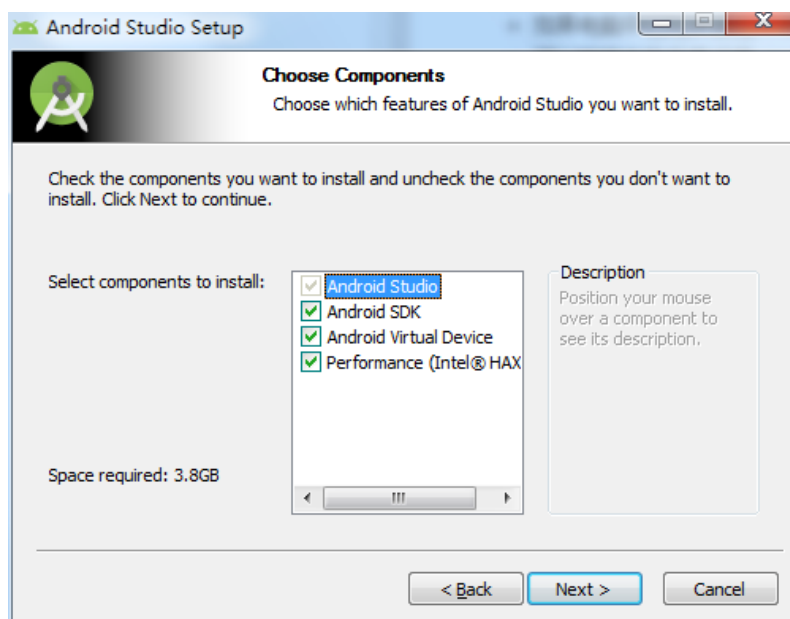 Android Studio Setup
Choose Components
Choose which features of Android Studio you want to install.
Check the components you want to install and uncheck the components you don't want to
install. Click Next to continue.
Select components to install:
Android Studio
Android SDK
Android Virtual Device
Performance (Intel® HAX
Description
Position your mouse
over a component to
see its description.
Space required: 3.8GB
< Back
Next >
Cancel